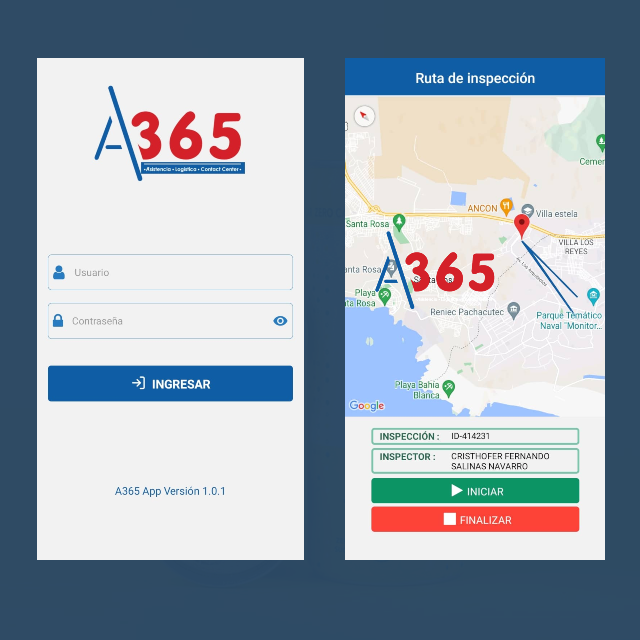 A365
•Asistencia • Logística • Contact Center•
Usuario
Contraseña
INGRESAR
A365 App Versión 1.0.1
Ruta de inspección
Cemen
ANCON
Villa estela
Santa Rosa
VILLA LOS
REYES
anta Rosa
A365
Playa
ta Rosa
Reniec Pachacutec
Parque Temático
Naval "Monitor...
Playa Bahía
Blanca
Google
INSPECCIÓN :
ID-414231
INSPECTOR :
CRISTHOFER FERNANDO
SALINAS NAVARRO
INICIAR
FINALIZAR